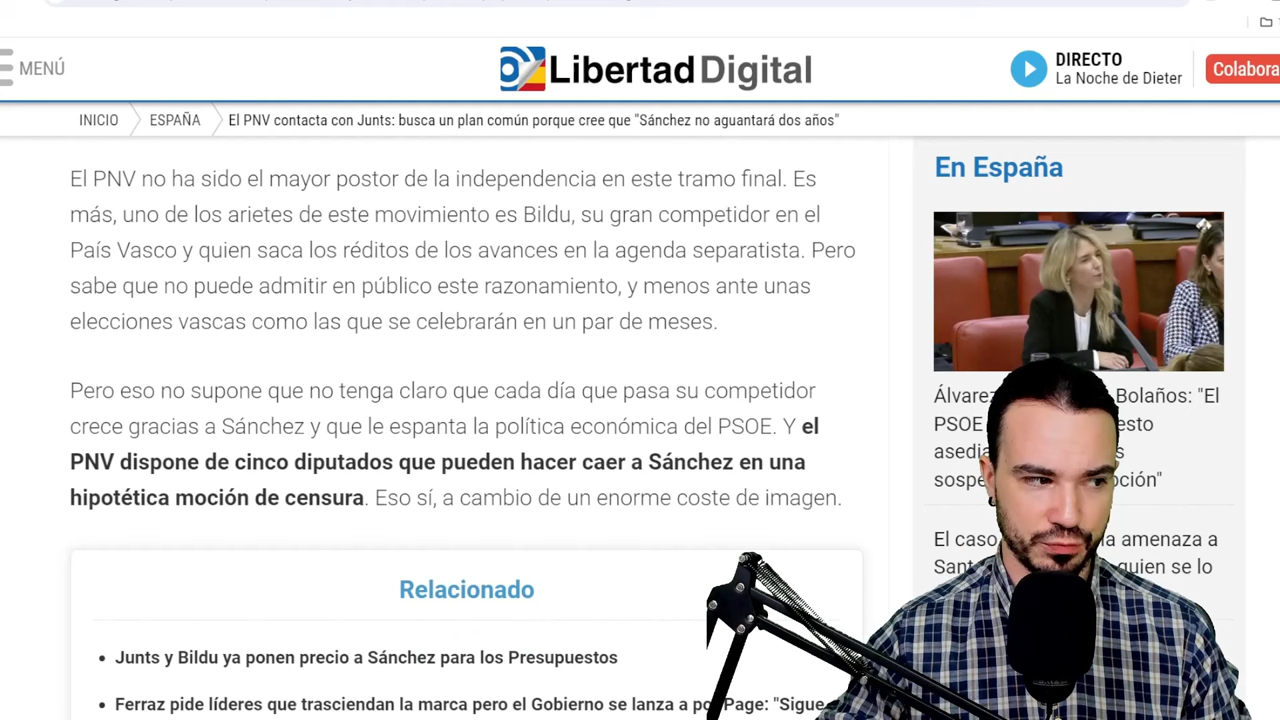 MENÚ
LibertadDigital
DIRECTO
La Noche de Dieter
Colabora
INICIO
ESPAÑA
El PNV contacta con Junts: busca un plan común porque cree que "Sánchez no aguantará dos años"
El PNV no ha sido el mayor postor de la independencia en este tramo final. Es
más, uno de los arietes de este movimiento es Bildu, su gran competidor en el
País Vasco y quien saca los réditos de los avances en la agenda separatista. Pero
sabe que no puede admitir en público este razonamiento, y menos ante unas
elecciones vascas como las que se celebrarán en un par de meses.
Pero eso no supone que no tenga claro que cada día que pasa su competidor
crece gracias a Sánchez y que le espanta la política económica del PSOE. Y el
PNV dispone de cinco diputados que pueden hacer caer a Sánchez en una
hipotética moción de censura. Eso sí, a cambio de un enorme coste de imagen.
Relacionado
• Junts y Bildu ya ponen precio a Sánchez para los Presupuestos
• Ferraz pide líderes que trasciendan la marca pero el Gobierno se lanza a po Page: "Sigue
En España
Álvarez Bolaños: "El
PSOE esto
asedia s
sospe oción"
El caso la amenaza a
Sant quien se lo